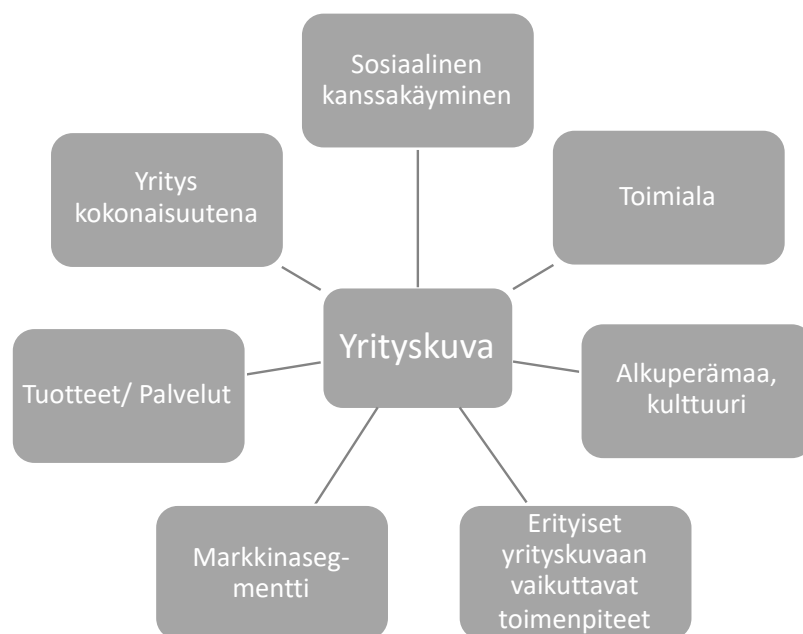 Sosiaalinen
kanssakäyminen
Yritys
kokonaisuutena
Toimiala
Yrityskuva
Tuotteet/ Palvelut
Alkuperämaa,
kulttuuri
Markkinaseg-
mentti
Erityiset
yrityskuvaan
vaikuttavat
toimenpiteet